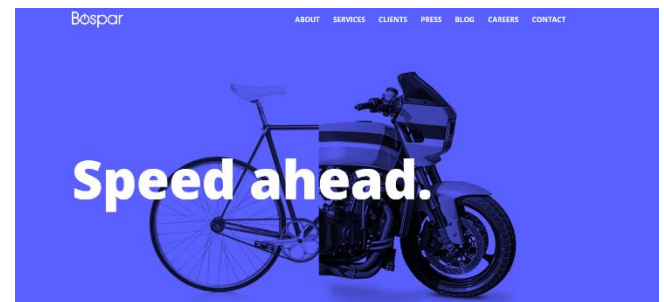 Bospar
ABOUT SERVICES CLIENTS PRESS BLOG CAREERS CONTACT
Speed ahead.